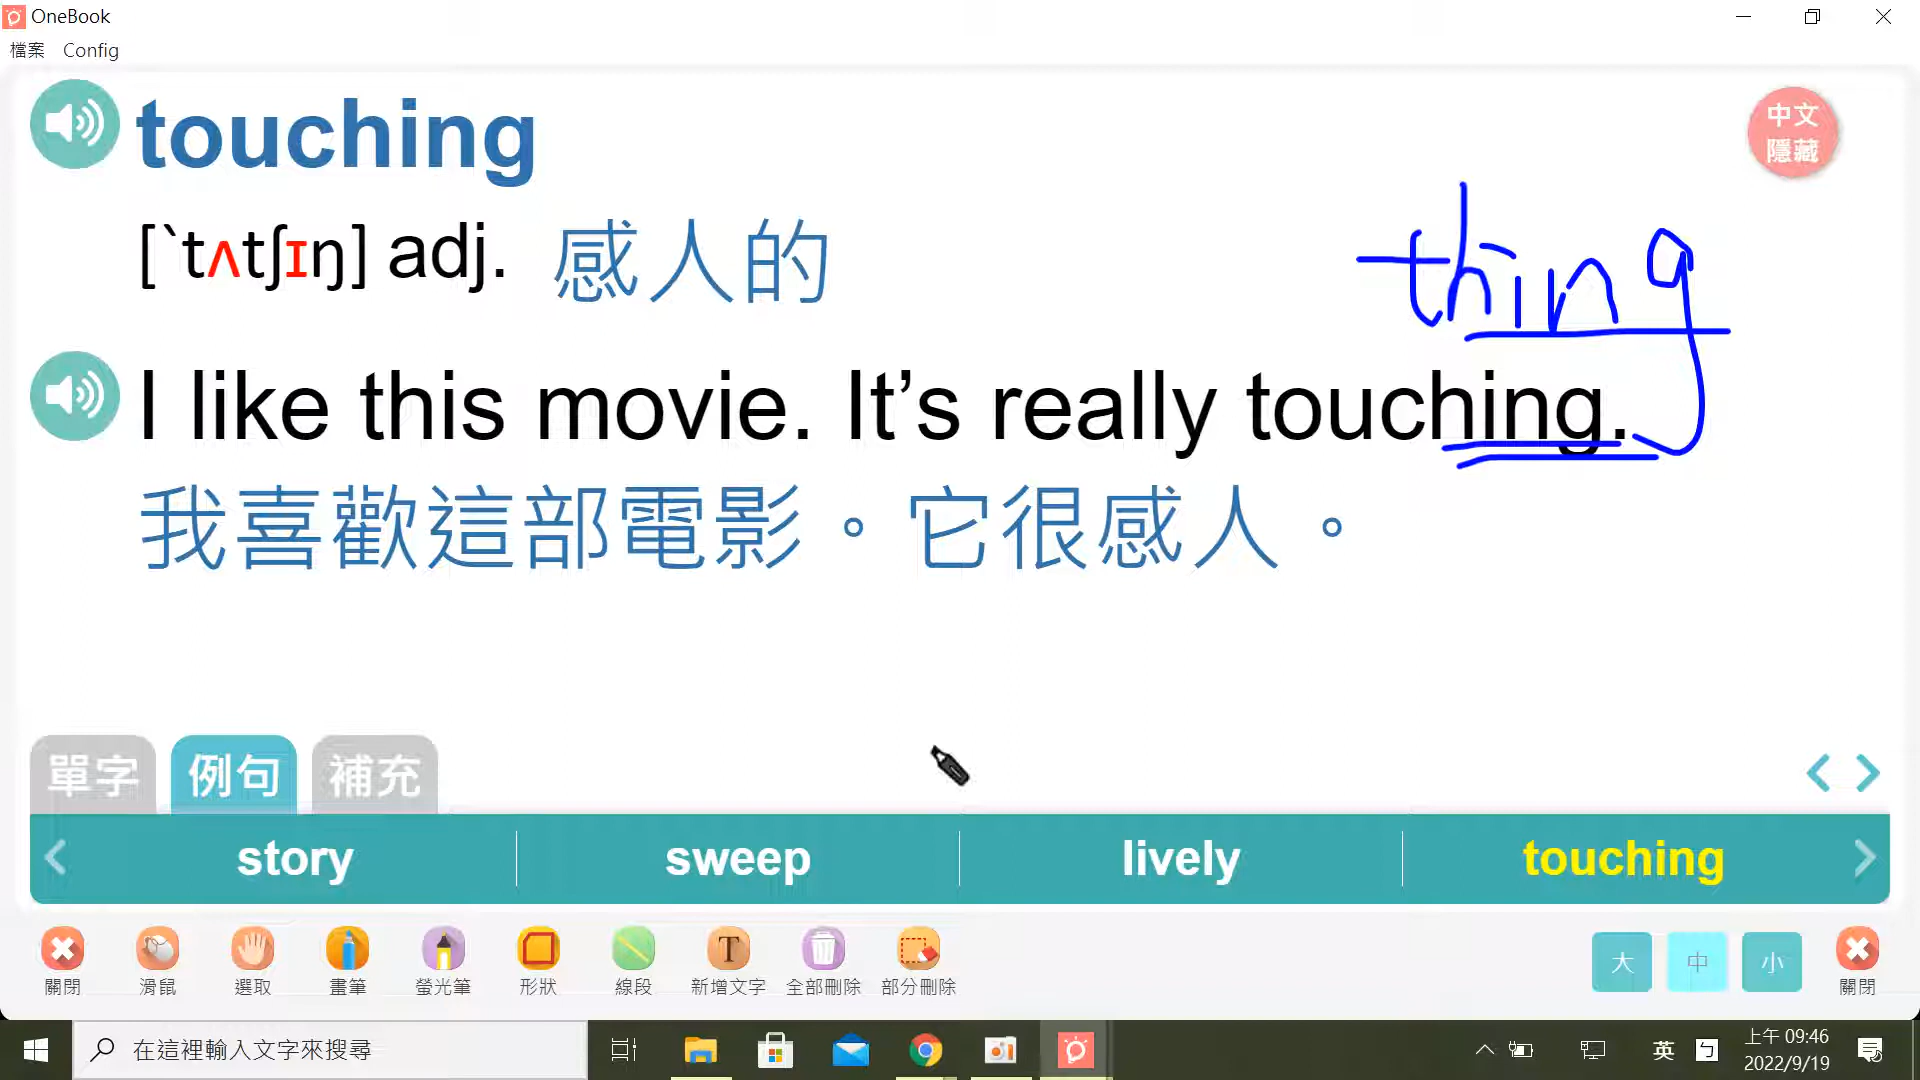 OneBook
檔案 Config
touching
中文
隱藏
[ˋtʌtʃɪŋ] adj. 感人的
thing
I like this movie. It's really touching.
我喜歡這部電影。它很感人。
單字 例句 補充
story sweep lively touching
T
大 中 小
關閉 滑鼠 選取 畫筆 螢光筆 形狀 線段 新增文字 全部刪除 部分刪除 關閉
在這裡輸入文字來搜尋
英 ㄅ
上午 09:46
2022/9/19